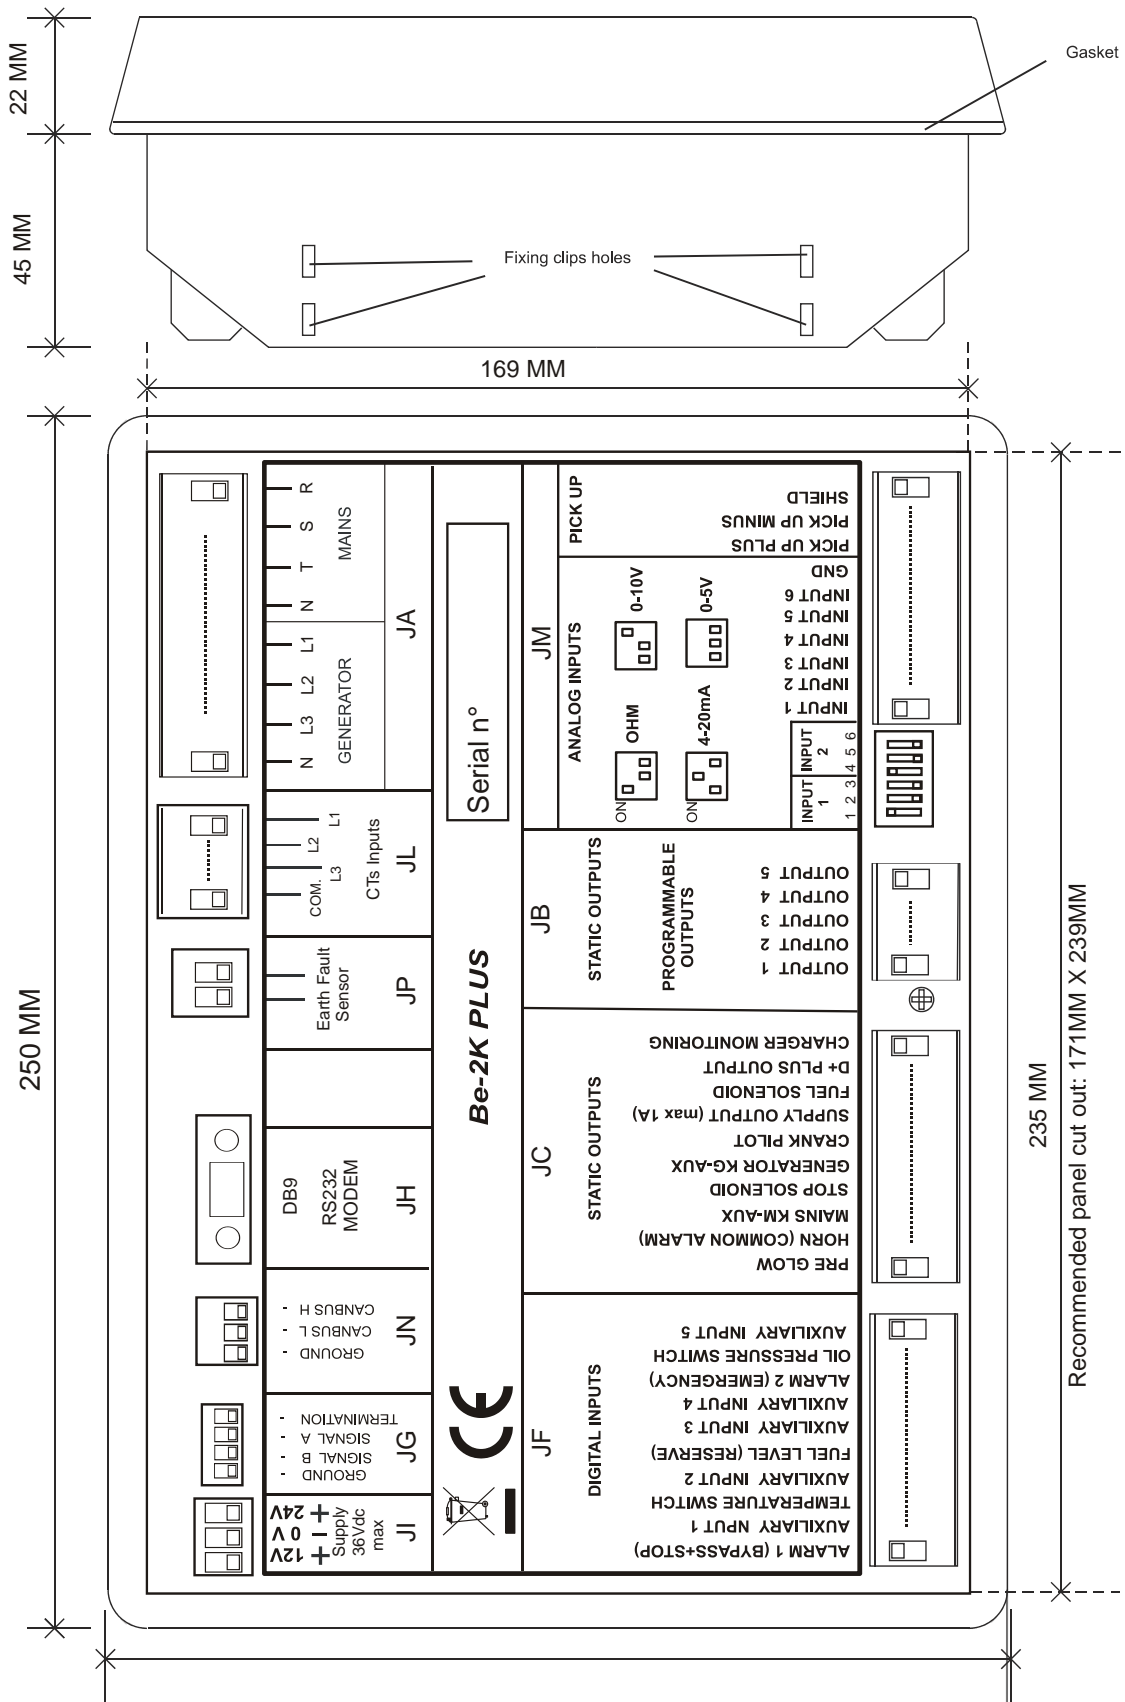 22 MM
45 MM
Gasket
Fixing clips holes
169 MM
250 MM
235 MM
Recommended panel cut out: 171MM X 239MM
R
S
T
N
MAINS
L1
L2
L3
N
GENERATOR
JA
L1
L2
L3
COM.
CTs Inputs
JL
Earth Fault
Sensor
JP
DB9
RS232
MODEM
JH
CANBUS H -
CANBUS L -
GROUND -
JN
TERMINATION -
SIGNAL A -
SIGNAL B -
GROUND -
JG
24V +
0 V –
12V +
Supply
36Vdc
max
JI
Serial n°
Be-2K PLUS
CE
JM
PICK UP
SHIELD
PICK UP MINUS
PICK UP PLUS
ANALOG INPUTS
ON
OHM
0-10V
ON
4-20mA
0-5V
GND
INPUT 6
INPUT 5
INPUT 4
INPUT 3
INPUT 2
INPUT 1
INPUT
1
INPUT
2
1 2 3 4 5 6
JB
STATIC OUTPUTS
PROGRAMMABLE
OUTPUTS
OUTPUT 5
OUTPUT 4
OUTPUT 3
OUTPUT 2
OUTPUT 1
JC
STATIC OUTPUTS
CHARGER MONITORING
D+ PLUS OUTPUT
FUEL SOLENOID
SUPPLY OUTPUT (max 1A)
CRANK PILOT
GENERATOR KG-AUX
STOP SOLENOID
MAINS KM-AUX
HORN (COMMON ALARM)
PRE GLOW
JF
DIGITAL INPUTS
AUXILIARY INPUT 5
OIL PRESSURE SWITCH
ALARM 2 (EMERGENCY)
AUXILIARY INPUT 4
AUXILIARY INPUT 3
FUEL LEVEL (RESERVE)
AUXILIARY INPUT 2
TEMPERATURE SWITCH
AUXILIARY NPUT 1
ALARM 1 (BYPASS+STOP)